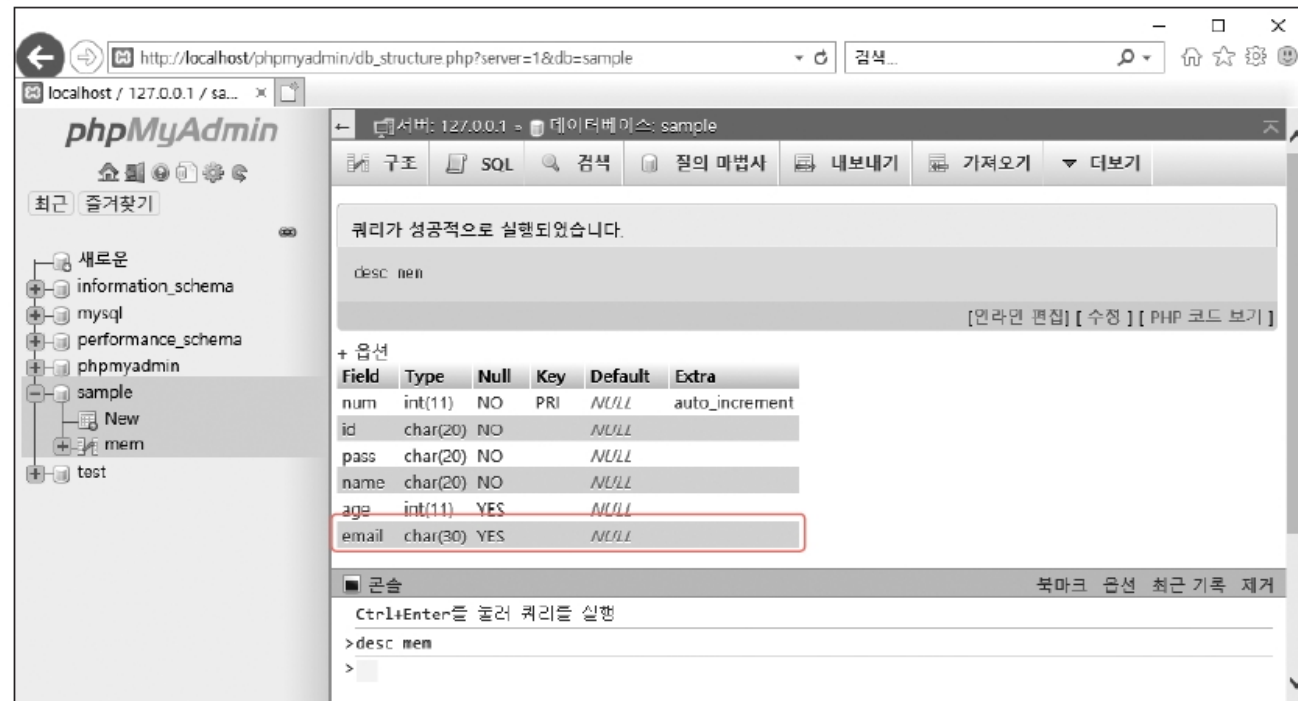 http://localhost/phpmyadmin/db_structure.php?server=1&db=sample
검색...
localhost / 127.0.0.1 / sa...
phpMyAdmin
최근 즐겨찾기
새로운
information_schema
mysql
performance_schema
phpmyadmin
sample
New
mem
test
서버: 127.0.0.1 » 데이터베이스: sample
구조 SQL 검색 질의 마법사 내보내기 가져오기 더보기
쿼리가 성공적으로 실행되었습니다.
desc mem
[인라인 편집] [ 수정 ] [ PHP 코드 보기 ]
+ 옵션
Field Type Null Key Default Extra
num int(11) NO PRI NULL auto_increment
id char(20) NO NULL
pass char(20) NO NULL
name char(20) NO NULL
age int(11) YES NULL
email char(30) YES NULL
콘솔 북마크 옵션 최근 기록 제거
Ctrl+Enter를 눌러 쿼리를 실행
>desc mem
>